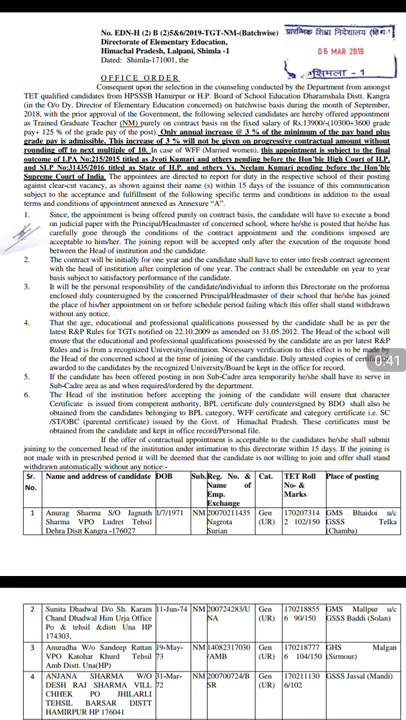 No. EDN-H (2) B (2)5&6/2019-TGT-NM-(Batchwise)
Directorate of Elementary Education,
Himachal Pradesh, Lalpani, Shimla -1
Dated: Shimla-171001, the
प्रारम्भिक शिक्षा निदेशालय (हि०
06 MAR 2019
शिमला - 1
OFFICE ORDER
Consequent upon the selection in the counseling conducted by the Department from amongst
TET qualified candidates from HPSSSB Hamirpur or H.P. Board of School Education Dharamshala Distt. Kangra
(in the O/o Dy. Director of Elementary Education concerned) on batchwise basis during the month of September,
2018, with the prior approval of the Government, the following selected candidates are hereby offered appointment
as Trained Graduate Teacher (NM) purely on contract basis on the consolidated salary of Rs.13900/-(10300+3600 grade
pay+ 125 % of the grade pay of the post). Only annual increase @ 3 % of the minimum of the pay band plus
grade pay is admissible. This increase of 3 % will not be given on progressive contractual amount without
rounding off to next multiple of 10. In case of WFF (Married women), this appointment is subject to the final
outcome of LPA No:215/2015 titled as Jyoti Kumari and others pending before the Hon'ble High Court of H.P.
and SLP No:31435/2016 titled as State of H.P. and others Vs. Neelam Kumari pending before the Hon'ble
Supreme Court of India. The appointees are directed to report for duty in the respective school of their posting
against clear-cut vacancy, as shown against their name (s) within 15 days of the issuance of this communication
subject to the acceptance and fulfillment of the following specific terms and conditions in addition to the usual
terms and conditions of appointment annexed as Annexure "A".
1. Since, the appointment is being offered purely on contract basis, the candidate will have to execute a bond
on judicial paper with the Principal/Headmaster of concerned school, where he/she is posted that he/she has
carefully gone through the conditions of the contract appointment and the conditions imposed are
acceptable to him/her. The joining report will be accepted only after the execution of the requisite bond
between the Head of institution and the candidate.
2. The contract will be initially for one year and the candidate shall have to enter into fresh contract agreement
with the head of institution after completion of one year. The contract shall be extendable on year to year
basis subject to satisfactory performance of the candidate.
3. It will be the personal responsibility of the candidate/individual to inform this Directorate on the proforma
enclosed duly countersigned by the concerned Principal/Headmaster of their school that he/she has joined
the place of his/her appointment on or before schedule period failing which this offer shall stand withdrawn
without any notice.
4. That the age, educational and professional qualifications possessed by the candidate shall be as per the
latest R&P Rules for TGTs notified on 22.10.2009 as amended on 31.05.2012. The Head of the school will
ensure that the educational and professional qualification possessed by the candidate are as per latest R&P
Rules and is from a recognized University/institution. Necessary verification to this effect is to be made by
the Head of the concerned school at the time of joining of the candidate. Duly attested copies of certificates
awarded to the candidates by the recognized University/Board be kept in the office for record.
0:41
5. If the candidate has been offered posting in non Sub-Cadre area temporarily he/she shall have to serve in
Sub-Cadre area as and when required/ordered by the department.
6. The Head of the institution before accepting the joining of the candidate will ensure that character
Certificate is issued from competent authority, BPL certificate duly countersigned by BDO shall also be
obtained from the candidates belonging to BPL category, WFF certificate and category certificate i.e. SC
/ST/OBC (parental certificate) issued by the Govt. of Himachal Pradesh. These certificates must be
obtained from the candidate and kept in office record/Personal file.
If the offer of contractual appointment is acceptable to the candidates he/she shall submit
joining to the concerned head of the institution under intimation to this directorate within 15 days. If the joining is
not made with in prescribed period it will be deemed that the candidate is not willing to join and offer shall stand
withdrawn automatically without any notice:-
Sr. No. Name and address of candidate DOB Sub. Reg. No. & Name of Emp. Exchange Cat. TET Roll No- & Marks Place of posting
1 Anurag Sharma S/O Jagnath 1/7/1971 NM 20070211435 Gen 170207314 GMS Bhaidoi u/c
Sharma VPO Ludret Tehsil Nagrota (UR) 2 102/150 GSSS Telka
Dehra Distt Kangra -176027 Surian (Chamba)
2 Sunita Dhadwal D/o Sh. Karam 11-Jun-74 NM 200724283/U Gen 170218855 GMS Mallpur u/c
Chand Dhadwal Him Urja Office NA (UR) 6 90/150 GSSS Baddi (Solan)
Po & tehsil &distt Una HP
174303,
3 Anuradha W/o Sandeep Rattan 19-May- NM 14082317030 Gen 170218777 GHS Malgan
VPO Katohar Khurd Tehsil 73 /AMB (UR) 6 104/150 (Sirmour)
Amb Distt. Una(HP)
4 ANJANA SHARMA W/O 31-Mar- NM 200700724/B Gen 170211130 GSSS Jassal (Mandi)
DESH RAJ SHARMA VILL 72 SR (UR) 6/102
CHHEK PO JHILARLI
TEHSIL BARSAR DISTT
HAMIRPUR HP 176041